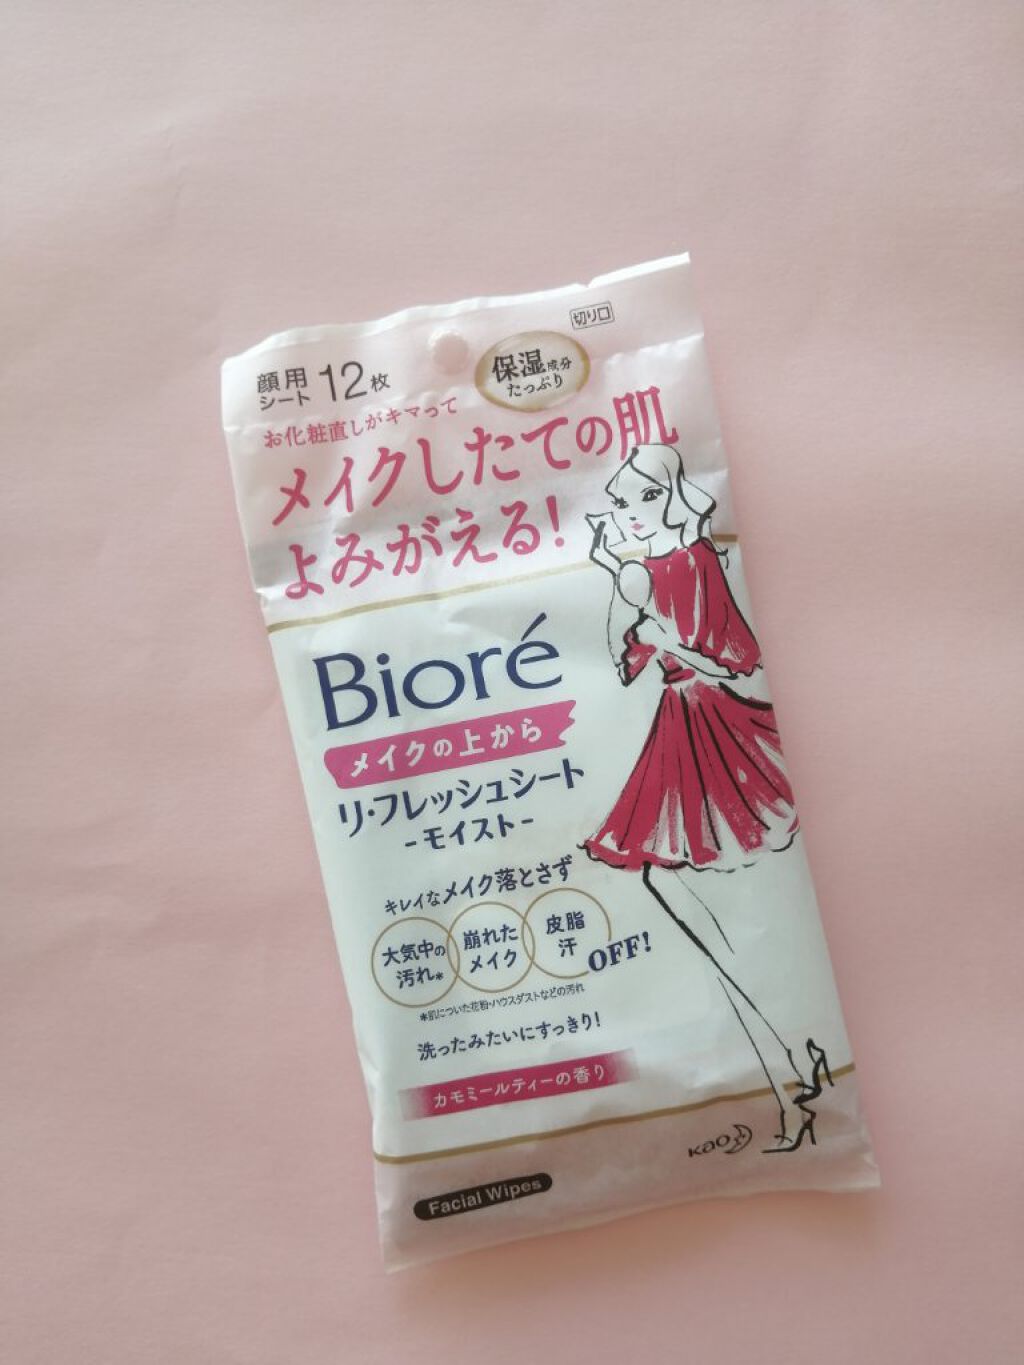 切り口
顔用
シート 12枚
保湿成分
たっぷり
お化粧直しがキマって
メイクしたての肌
よみがえる!
Bioré
メイクの上から
リ・フレッシュシート
-モイスト-
キレイなメイク落とさず
大気中の
汚れ*
崩れた
メイク
皮脂
汗
OFF!
*肌についた花粉・ハウスダストなどの汚れ
洗ったみたいにすっきり!
カモミールティーの香り
Kao
Facial Wipes